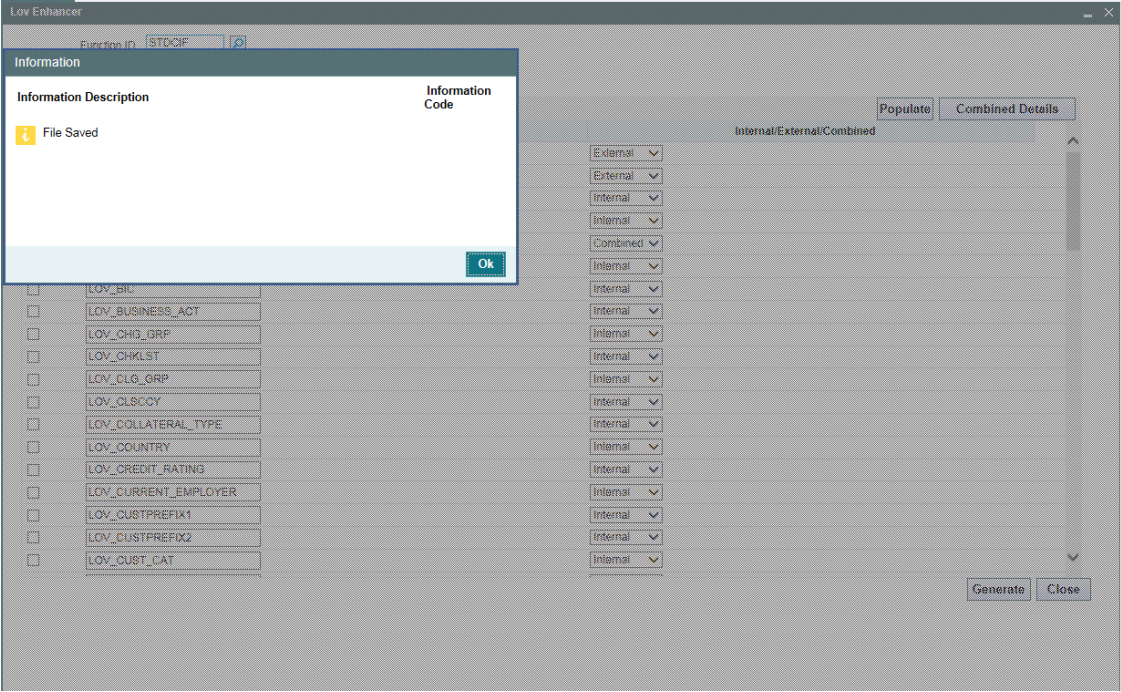 Lov Enhancer
Function ID STDCIF
Information
Information Description Information Code
File Saved
Ok
Populate Combined Details
Internal/External/Combined
External
External
Internal
Internal
Combined
Internal
LOV_BIC Internal
LOV_BUSINESS_ACT Internal
LOV_CHG_GRP Internal
LOV_CHKLST Internal
LOV_CLG_GRP Internal
LOV_CLSCCY Internal
LOV_COLLATERAL_TYPE Internal
LOV_COUNTRY Internal
LOV_CREDIT_RATING Internal
LOV_CURRENT_EMPLOYER Internal
LOV_CUSTPREFIX1 Internal
LOV_CUSTPREFIX2 Internal
LOV_CUST_CAT Internal
Generate Close